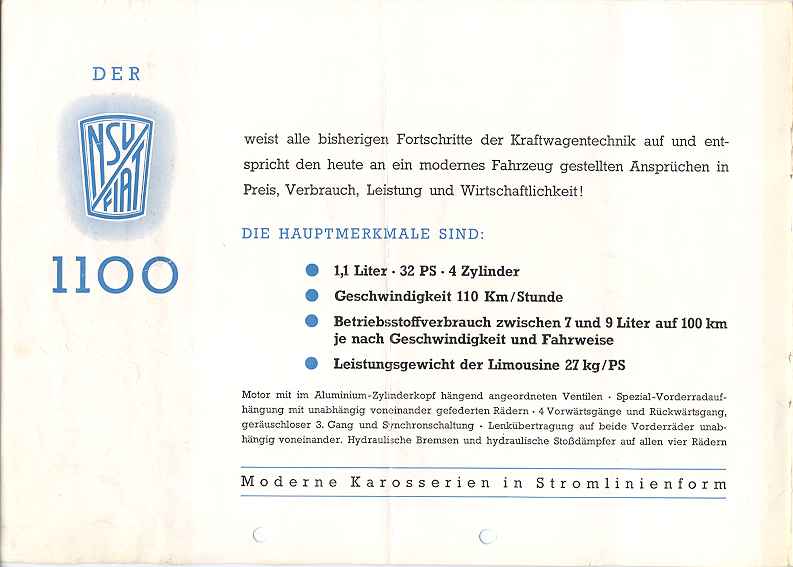 DER
NSU
FIAT
1100
weist alle bisherigen Fortschritte der Kraftwagentechnik auf und ent-
spricht den heute an ein modernes Fahrzeug gestellten Ansprüchen in
Preis, Verbrauch, Leistung und Wirtschaftlichkeit!
DIE HAUPTMERKMALE SIND:
● 1,1 Liter · 32 PS · 4 Zylinder
● Geschwindigkeit 110 Km/Stunde
● Betriebsstoffverbrauch zwischen 7 und 9 Liter auf 100 km
je nach Geschwindigkeit und Fahrweise
● Leistungsgewicht der Limousine 27 kg/PS
Motor mit im Aluminium-Zylinderkopf hängend angeordneten Ventilen · Spezial-Vorderradauf-
hängung mit unabhängig voneinander gefederten Rädern · 4 Vorwärtsgänge und Rückwärtsgang,
geräuschloser 3. Gang und Synchronschaltung · Lenkübertragung auf beide Vorderräder unab-
hängig voneinander. Hydraulische Bremsen und hydraulische Stoßdämpfer auf allen vier Rädern
Moderne Karosserien in Stromlinienform